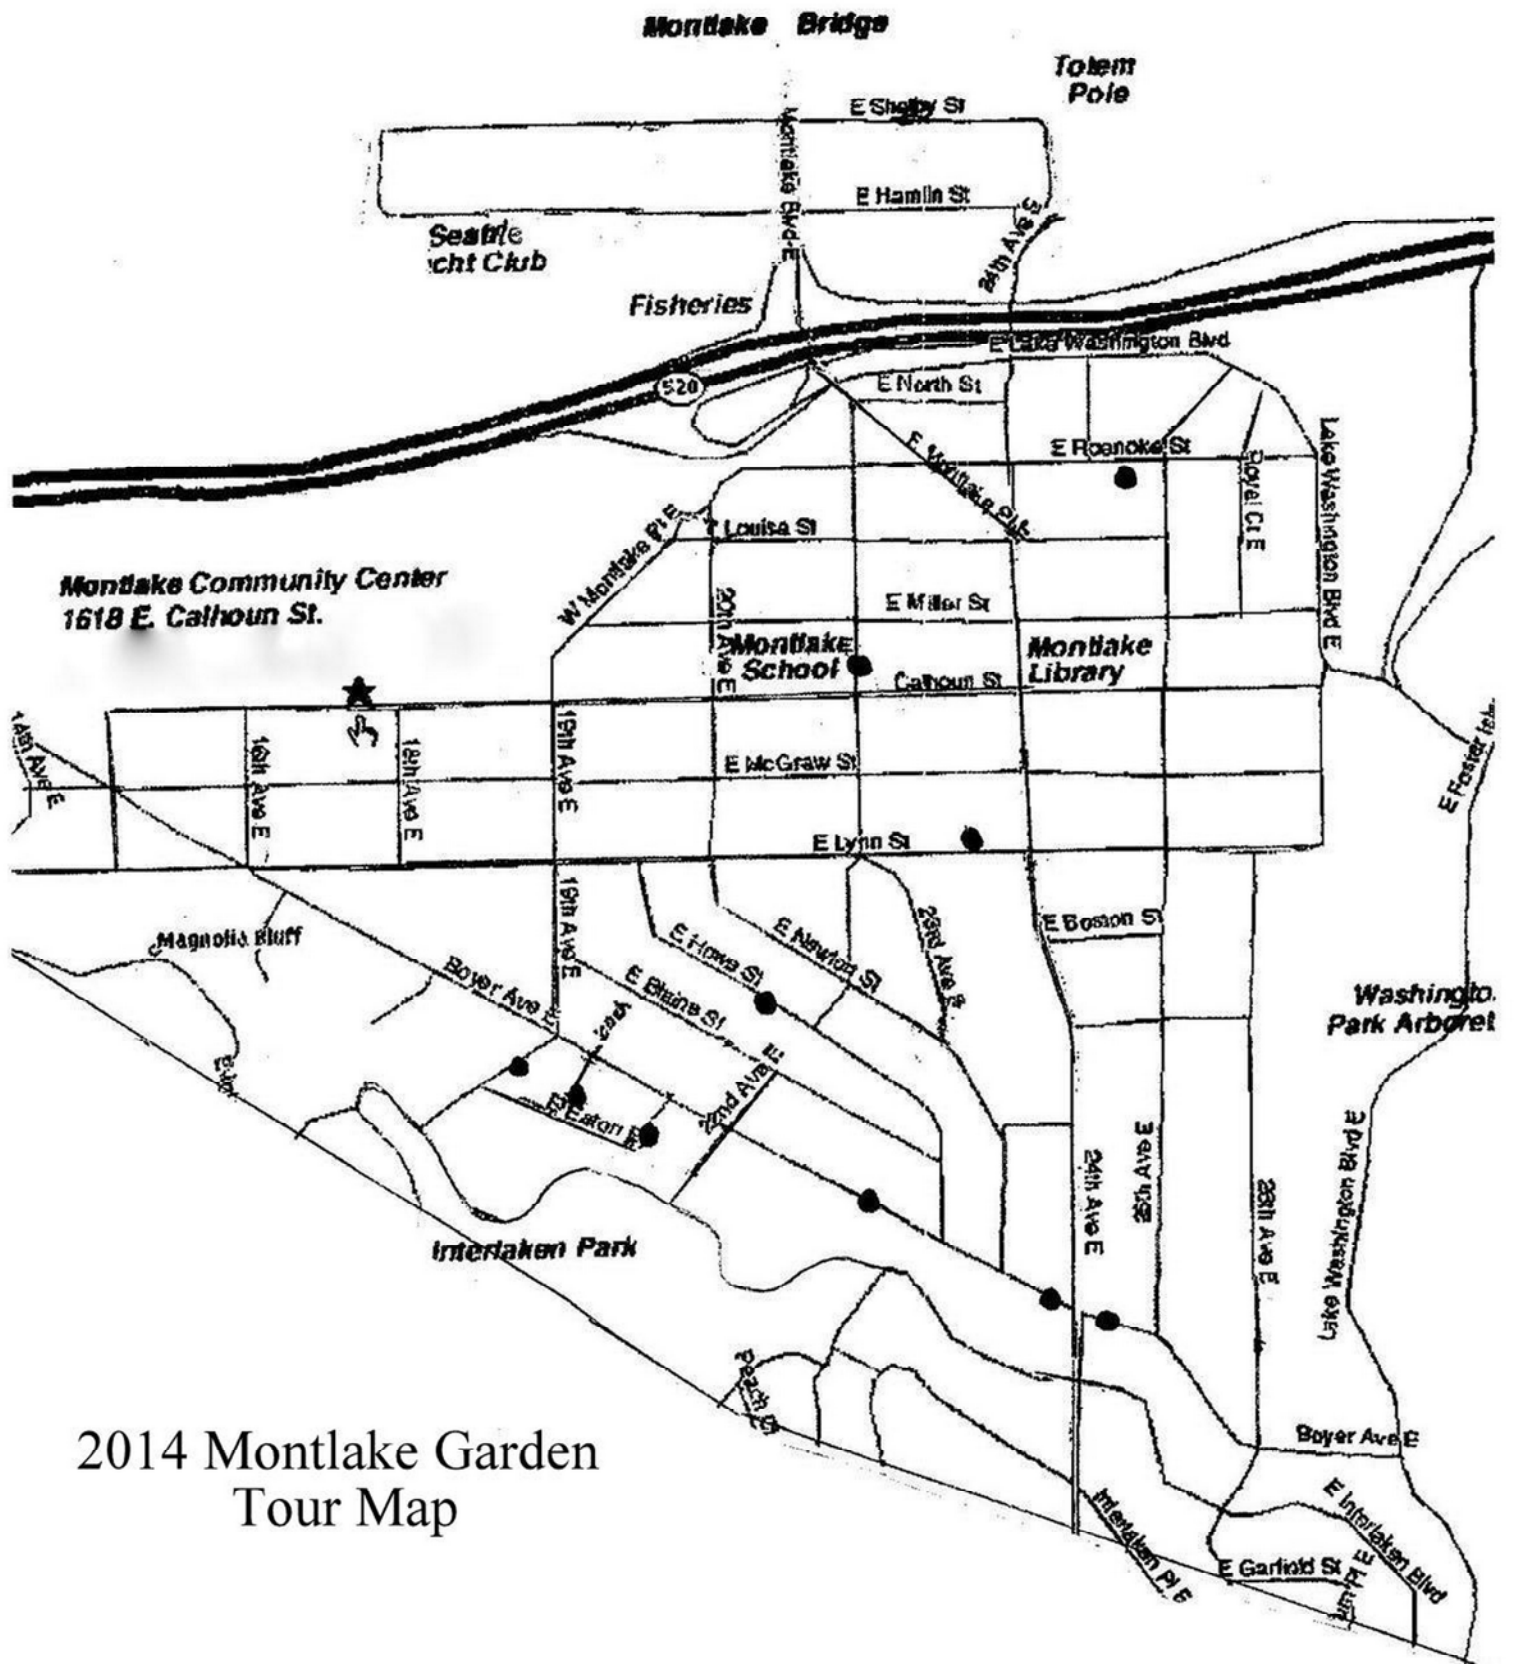 Montlake Bridge
Totem
Pole
E Shelby St
Montlake Blvd E
E Hamlin St
24th Ave E
Seattle
cht Club
Fisheries
520
E Lake Washington Blvd
E North St
E Montlake Pl E
E Roanoke St
Lake Washington Blvd E
W Montlake Pl E
Louisa St
Montlake Community Center
1618 E. Calhoun St.
E Miller St
20th Ave E
Montlake
School
E
Calhoun St
Montlake
Library
14th Ave E
16th Ave E
18th Ave E
19th Ave E
E McGraw St
E Foster
E Lynn St
Magnolia Bluff
Boyer Ave E
19th Ave E
E Howe St
E Newton St
23rd Ave E
E Boston St
E Blaine St
22nd Ave E
E Eaton Pl
Washingto
Park Arboret
Interlaken Park
24th Ave E
26th Ave E
28th Ave E
Lake Washington Blvd E
2014 Montlake Garden
Tour Map
Boyer Ave E
E Interlaken Blvd
Interlaken Pl E
E Garfield St